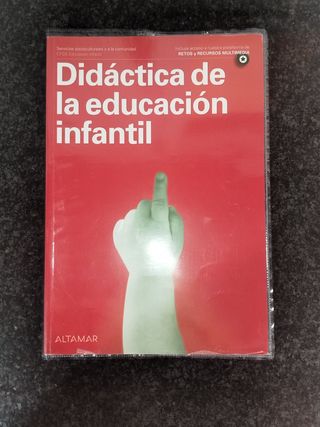 Servicios socioculturales y a la comunidad
CFGS Educación Infantil
Incluye acceso a nuestra plataforma de
RETOS y RECURSOS MULTIMEDIA
Didáctica de
la educación
infantil
ALTAMAR